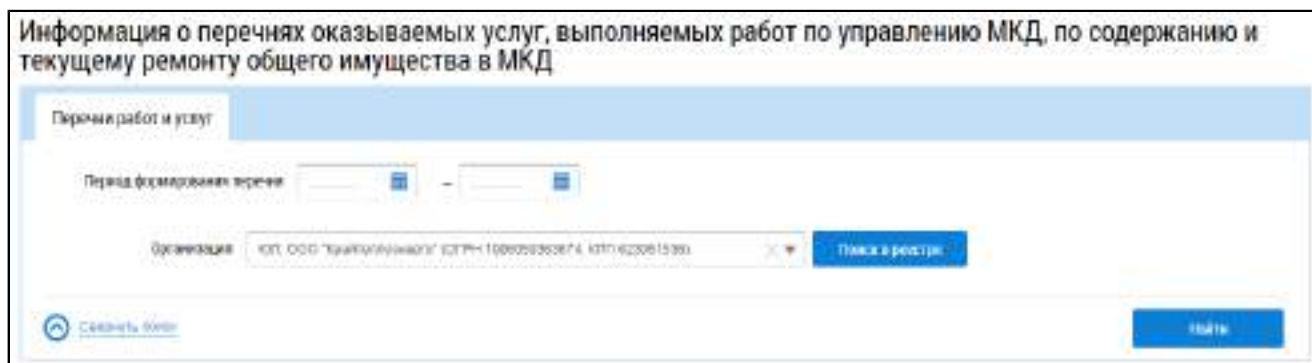 Информация о перечнях оказываемых услуг, выполняемых работ по управлению МКД, по содержанию и
текущему ремонту общего имущества в МКД
Перечни работ и услуг
Период формирования перечня –
Организация ООО
Поиск в реестре
Свернуть поиск
Найти